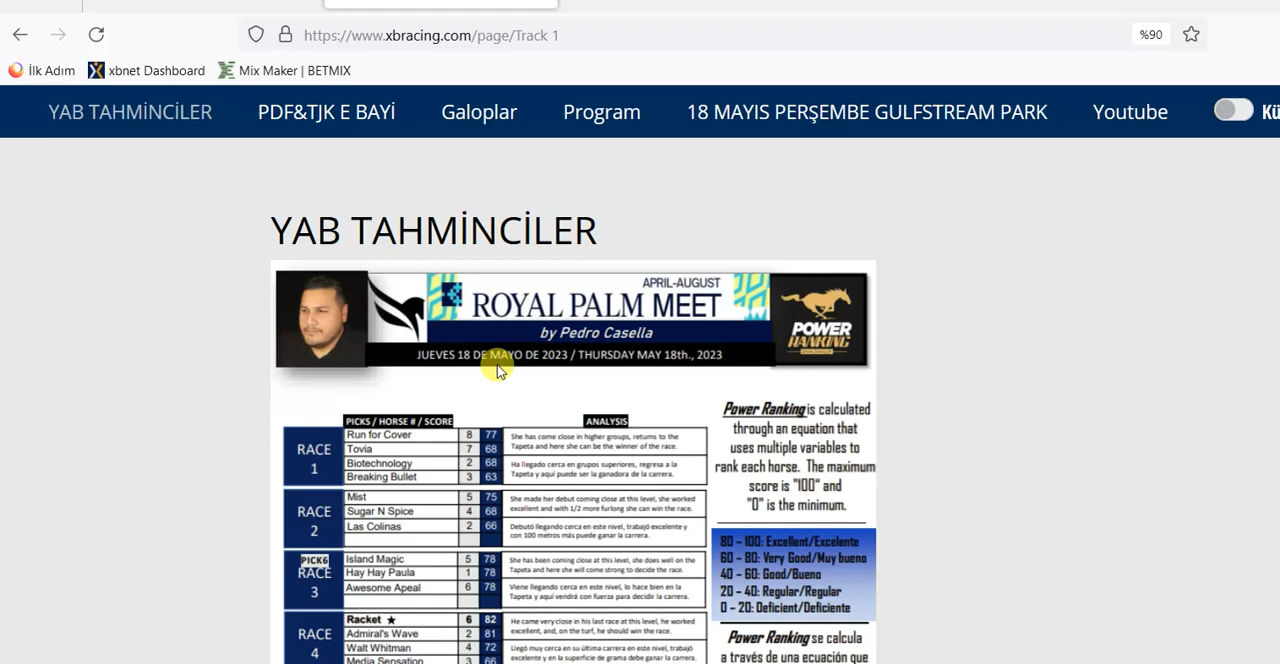 https://www.xbracing.com/page/Track 1
%90
İlk Adım
xbnet Dashboard
Mix Maker | BETMIX
YAB TAHMİNCİLER
PDF&TJK E BAYİ
Galoplar
Program
18 MAYIS PERŞEMBE GULFSTREAM PARK
Youtube
Kü
YAB TAHMİNCİLER
APRIL-AUGUST
ROYAL PALM MEET
by Pedro Casella
JUEVES 18 DE MAYO DE 2023 / THURSDAY MAY 18th., 2023
POWER
RANKING
PICKS / HORSE # / SCORE
ANALYSIS
RACE
1
Run for Cover 8 77
Tovia 7 68
Biotechnology 2 68
Breaking Bullet 3 63
She has come close in higher groups, returns to the
Tapeta and here she can be the winner of the race.
Ha llegado cerca en grupos superiores, regresa a la
Tapeta y aquí puede ser la ganadora de la carrera.
RACE
2
Mist 5 75
Sugar N Spice 4 68
Las Colinas 2 66
She made her debut coming close at this level, she worked
excellent and with 1/2 more furlong she can win the race.
Debutó llegando cerca en este nivel, trabajó excelente y
con 100 metros más puede ganar la carrera.
PICK6
RACE
3
Island Magic 5 78
Hay Hay Paula 1 78
Awesome Apeal 6 78
She has been coming close at this level, she does well on the
Tapeta and here she will come strong to decide the race.
Viene llegando cerca en este nivel, lo hace bien en la
Tapeta y aquí vendrá con fuerza para decidir la carrera.
RACE
4
Racket ★ 6 82
Admiral's Wave 2 81
Walt Whitman 4 72
Media Sensation 3 66
He came very close in his last race at this level, he worked
excellent, and, on the turf, he should win the race.
Llegó muy cerca en su última carrera en este nivel, trabajó
excelente y en la superficie de grama debe ganar la carrera.
Power Ranking is calculated
through an equation that
uses multiple variables to
rank each horse. The maximum
score is "100" and
"0" is the minimum.
80 – 100: Excellent/Excelente
60 – 80: Very Good/Muy bueno
40 – 60: Good/Bueno
20 – 40: Regular/Regular
0 – 20: Deficient/Deficiente
Power Ranking se calcula
a través de una ecuación que